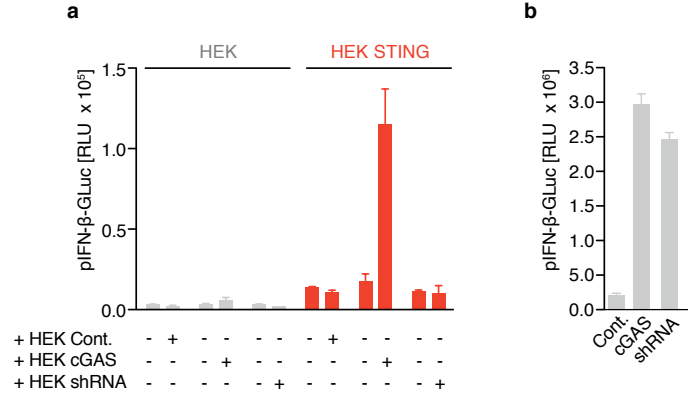 a
HEK
HEK STING
pIFN-β-GLuc [RLU x 10⁵]
1.5
1.0
0.5
0.0
+ HEK Cont. - + - - - - - + - - - -
+ HEK cGAS - - - + - - - - - + - -
+ HEK shRNA - - - - - + - - - - - +
b
pIFN-β-GLuc [RLU x 10⁶]
3.5
3.0
2.5
2.0
3.5
1.0
5.0
0.0
Cont.
cGAS
shRNA